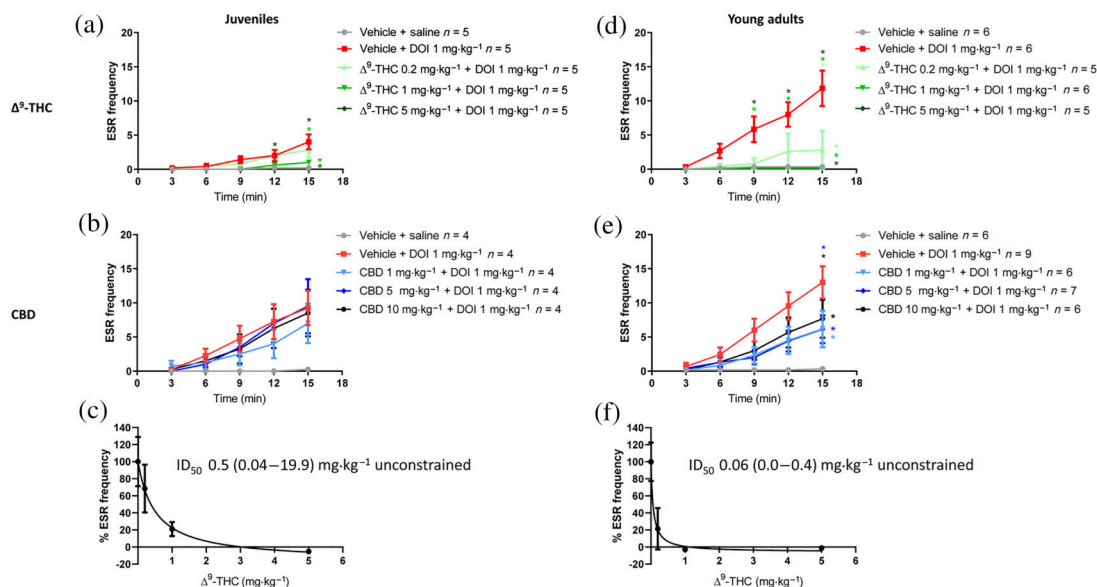 (a)
Juveniles
Δ⁹-THC
ESR frequency
20
15
10
5
0
0 3 6 9 12 15 18
Time (min)
Vehicle + saline n = 5
Vehicle + DOI 1 mg·kg⁻¹ n = 5
Δ⁹-THC 0.2 mg·kg⁻¹ + DOI 1 mg·kg⁻¹ n = 5
Δ⁹-THC 1 mg·kg⁻¹ + DOI 1 mg·kg⁻¹ n = 5
Δ⁹-THC 5 mg·kg⁻¹ + DOI 1 mg·kg⁻¹ n = 5
(d)
Young adults
ESR frequency
20
15
10
5
0
0 3 6 9 12 15 18
Time (min)
Vehicle + saline n = 6
Vehicle + DOI 1 mg·kg⁻¹ n = 6
Δ⁹-THC 0.2 mg·kg⁻¹ + DOI 1 mg·kg⁻¹ n = 5
Δ⁹-THC 1 mg·kg⁻¹ + DOI 1 mg·kg⁻¹ n = 6
Δ⁹-THC 5 mg·kg⁻¹ + DOI 1 mg·kg⁻¹ n = 5
(b)
CBD
ESR frequency
20
15
10
5
0
0 3 6 9 12 15 18
Time (min)
Vehicle + saline n = 4
Vehicle + DOI 1 mg·kg⁻¹ n = 4
CBD 1 mg·kg⁻¹ + DOI 1 mg·kg⁻¹ n = 4
CBD 5 mg·kg⁻¹ + DOI 1 mg·kg⁻¹ n = 4
CBD 10 mg·kg⁻¹ + DOI 1 mg·kg⁻¹ n = 4
(e)
ESR frequency
20
15
10
5
0
0 3 6 9 12 15 18
Time (min)
Vehicle + saline n = 6
Vehicle + DOI 1 mg·kg⁻¹ n = 9
CBD 1 mg·kg⁻¹ + DOI 1 mg·kg⁻¹ n = 6
CBD 5 mg·kg⁻¹ + DOI 1 mg·kg⁻¹ n = 7
CBD 10 mg·kg⁻¹ + DOI 1 mg·kg⁻¹ n = 6
(c)
% ESR frequency
140
120
100
80
60
40
20
0
-20
1 2 3 4 5 6
Δ⁹-THC (mg·kg⁻¹)
ID₅₀ 0.5 (0.04–19.9) mg·kg⁻¹ unconstrained
(f)
% ESR frequency
140
120
100
80
60
40
20
0
-20
1 2 3 4 5 6
Δ⁹-THC (mg·kg⁻¹)
ID₅₀ 0.06 (0.0–0.4) mg·kg⁻¹ unconstrained